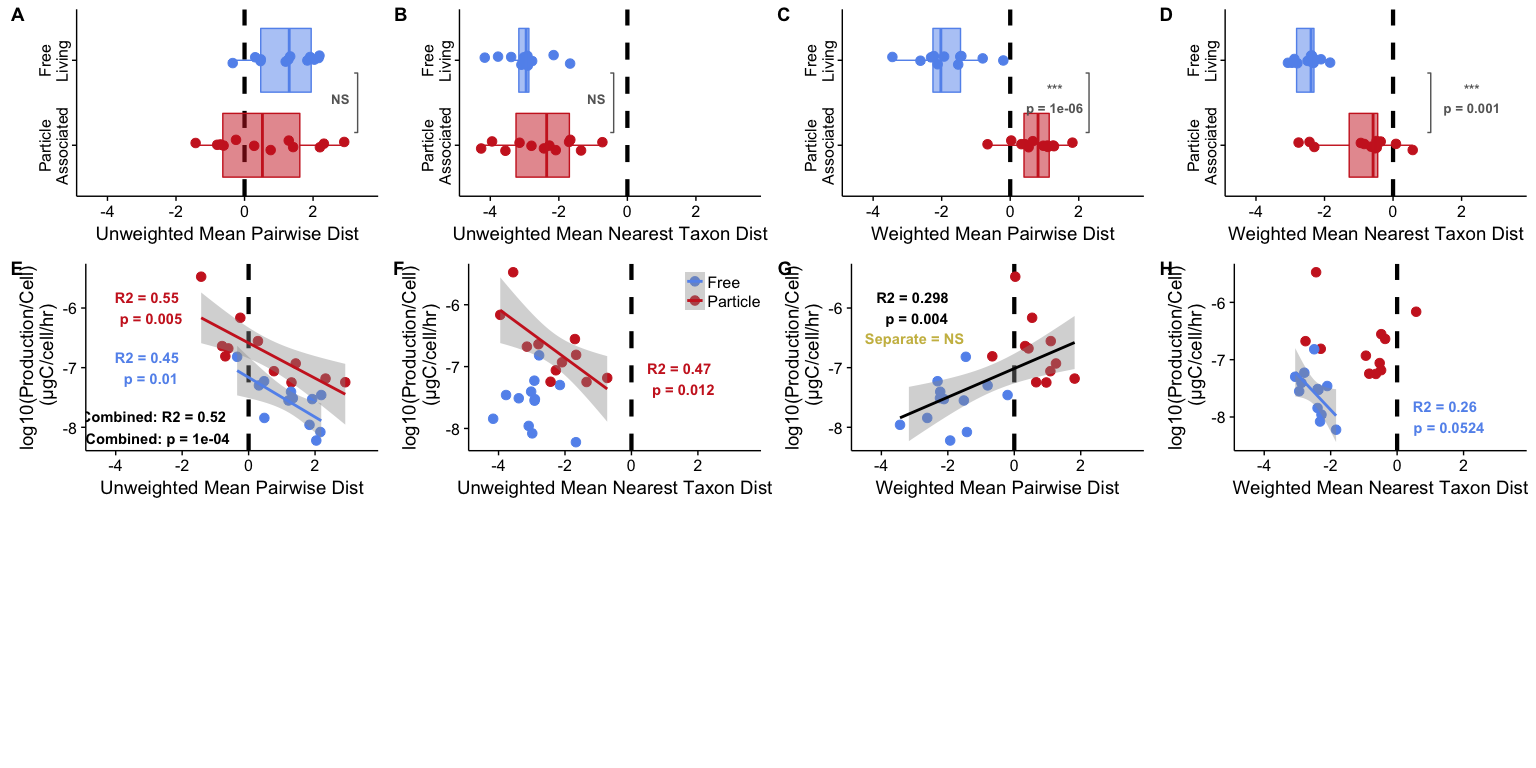 A
Free
Living
Particle
Associated
NS
-4 -2 0 2
Unweighted Mean Pairwise Dist
B
Free
Living
Particle
Associated
NS
-4 -2 0 2
Unweighted Mean Nearest Taxon Dist
C
Free
Living
Particle
Associated
***
p = 1e-06
-4 -2 0 2
Weighted Mean Pairwise Dist
D
Free
Living
Particle
Associated
***
p = 0.001
-4 -2 0 2
Weighted Mean Nearest Taxon Dist
E
log10(Production/Cell)
(µgC/cell/hr)
-6
-7
-8
R2 = 0.55
p = 0.005
R2 = 0.45
p = 0.01
Combined: R2 = 0.52
Combined: p = 1e-04
-4 -2 0 2
Unweighted Mean Pairwise Dist
F
log10(Production/Cell)
(µgC/cell/hr)
-6
-7
-8
Free
Particle
R2 = 0.47
p = 0.012
-4 -2 0 2
Unweighted Mean Nearest Taxon Dist
G
log10(Production/Cell)
(µgC/cell/hr)
-6
-7
-8
R2 = 0.298
p = 0.004
Separate = NS
-4 -2 0 2
Weighted Mean Pairwise Dist
H
log10(Production/Cell)
(µgC/cell/hr)
-6
-7
-8
R2 = 0.26
p = 0.0524
-4 -2 0 2
Weighted Mean Nearest Taxon Dist